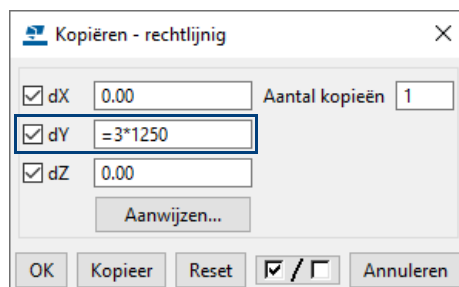 Kopiëren - rechtlijnig
dX 0.00 Aantal kopieën 1
dY =3*1250
dZ 0.00
Aanwijzen...
OK Kopieer Reset / Annuleren